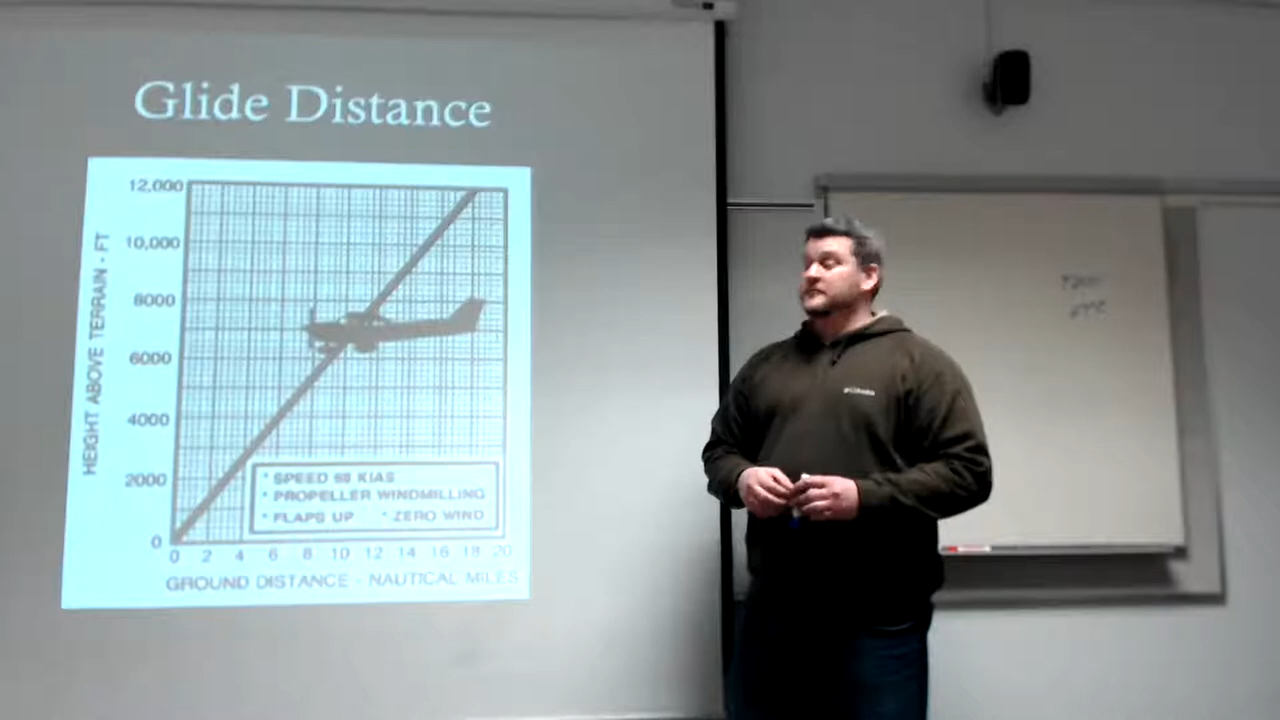 Glide Distance
12,000
10,000
8000
6000
4000
2000
0
HEIGHT ABOVE TERRAIN - FT
* SPEED 68 KIAS
* PROPELLER WINDMILLING
* FLAPS UP * ZERO WIND
0 2 4 6 8 10 12 14 16 18 20
GROUND DISTANCE - NAUTICAL MILES
Columbia